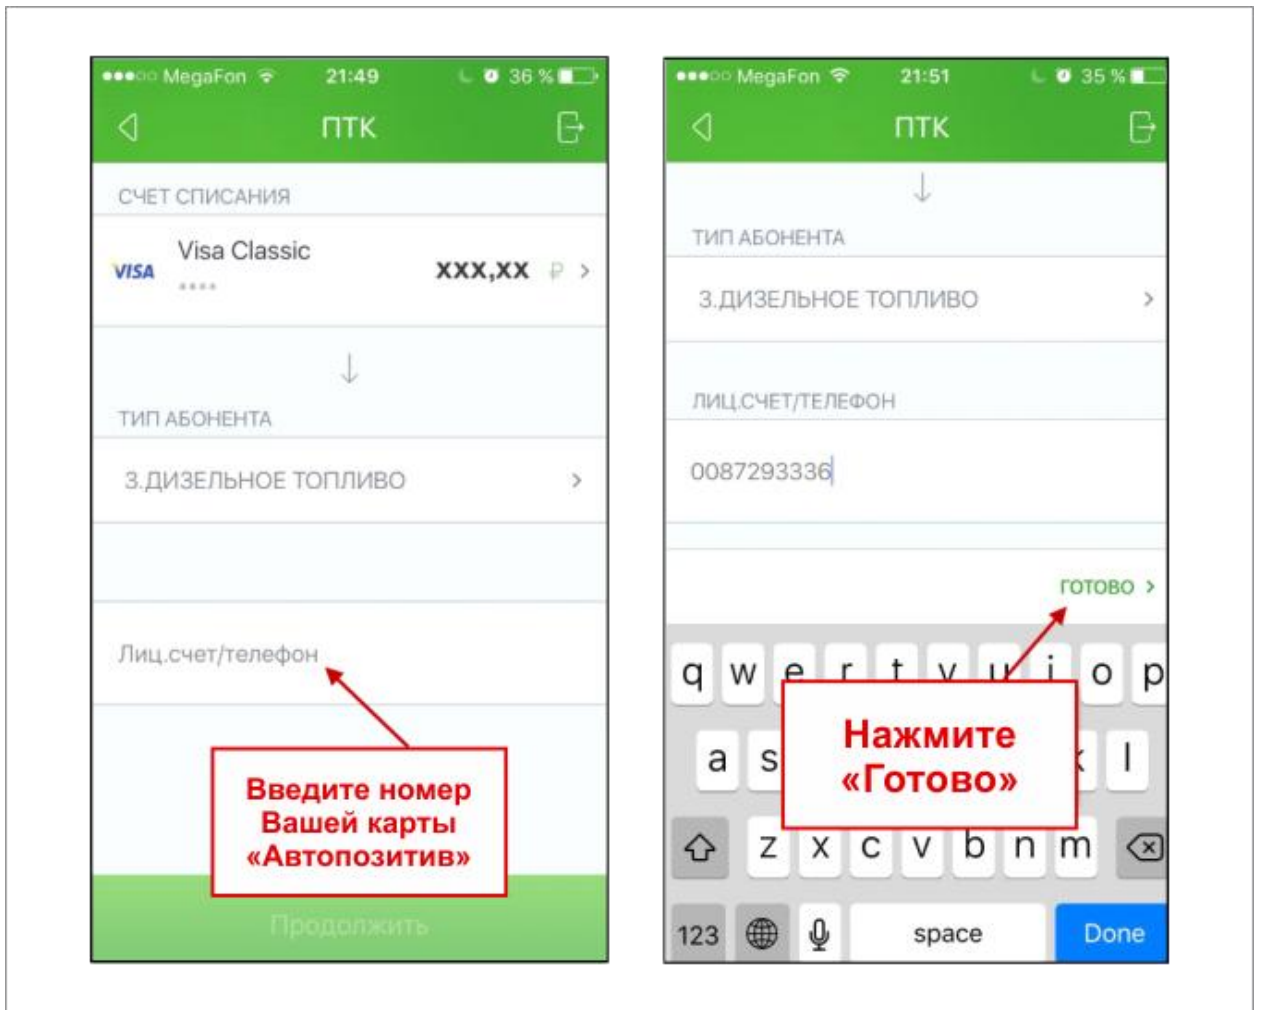 MegaFon 21:49 36 %
ПТК
СЧЕТ СПИСАНИЯ
Visa Classic
VISA XXX,XX ₽ >
****
ТИП АБОНЕНТА
3.ДИЗЕЛЬНОЕ ТОПЛИВО >
Лиц.счет/телефон
Введите номер
Вашей карты
«Автопозитив»
Продолжить
MegaFon 21:51 35 %
ПТК
ТИП АБОНЕНТА
3.ДИЗЕЛЬНОЕ ТОПЛИВО >
ЛИЦ.СЧЕТ/ТЕЛЕФОН
0087293336
ГОТОВО >
q w e r t y u i o p
Нажмите
«Готово»
a s k l
z x c v b n m
123 space Done